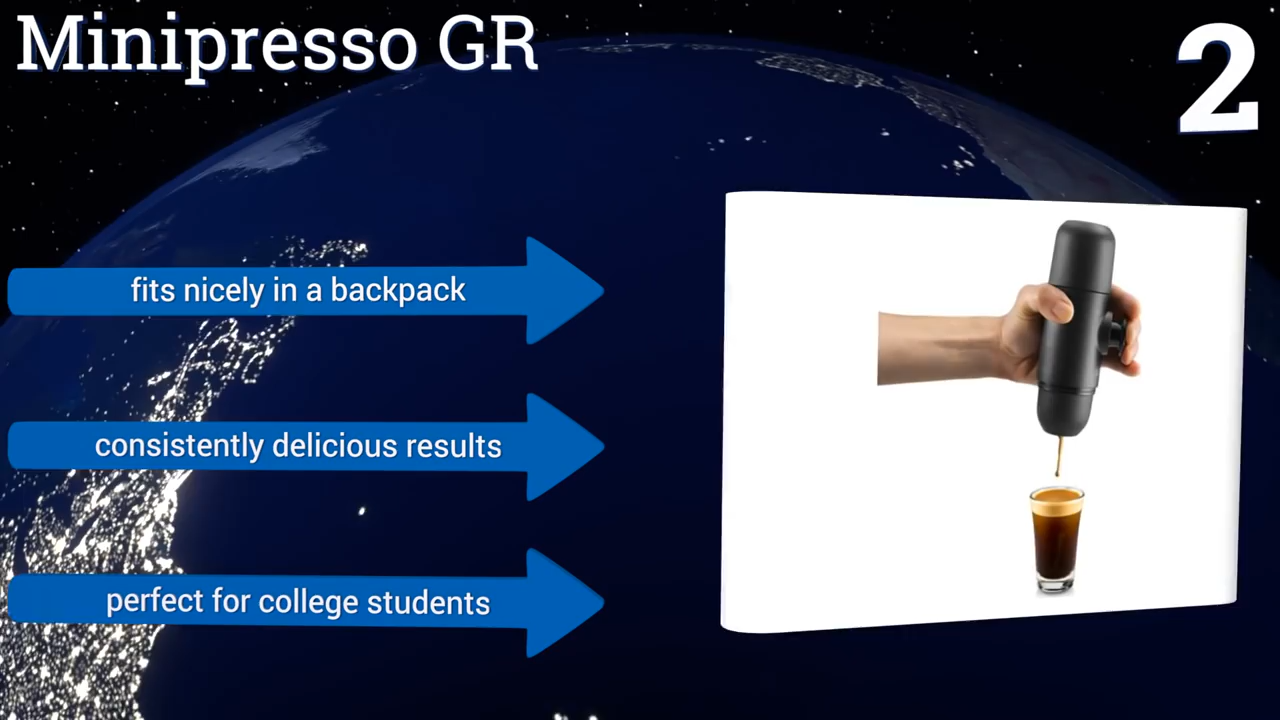 Minipresso GR
2
fits nicely in a backpack
consistently delicious results
perfect for college students